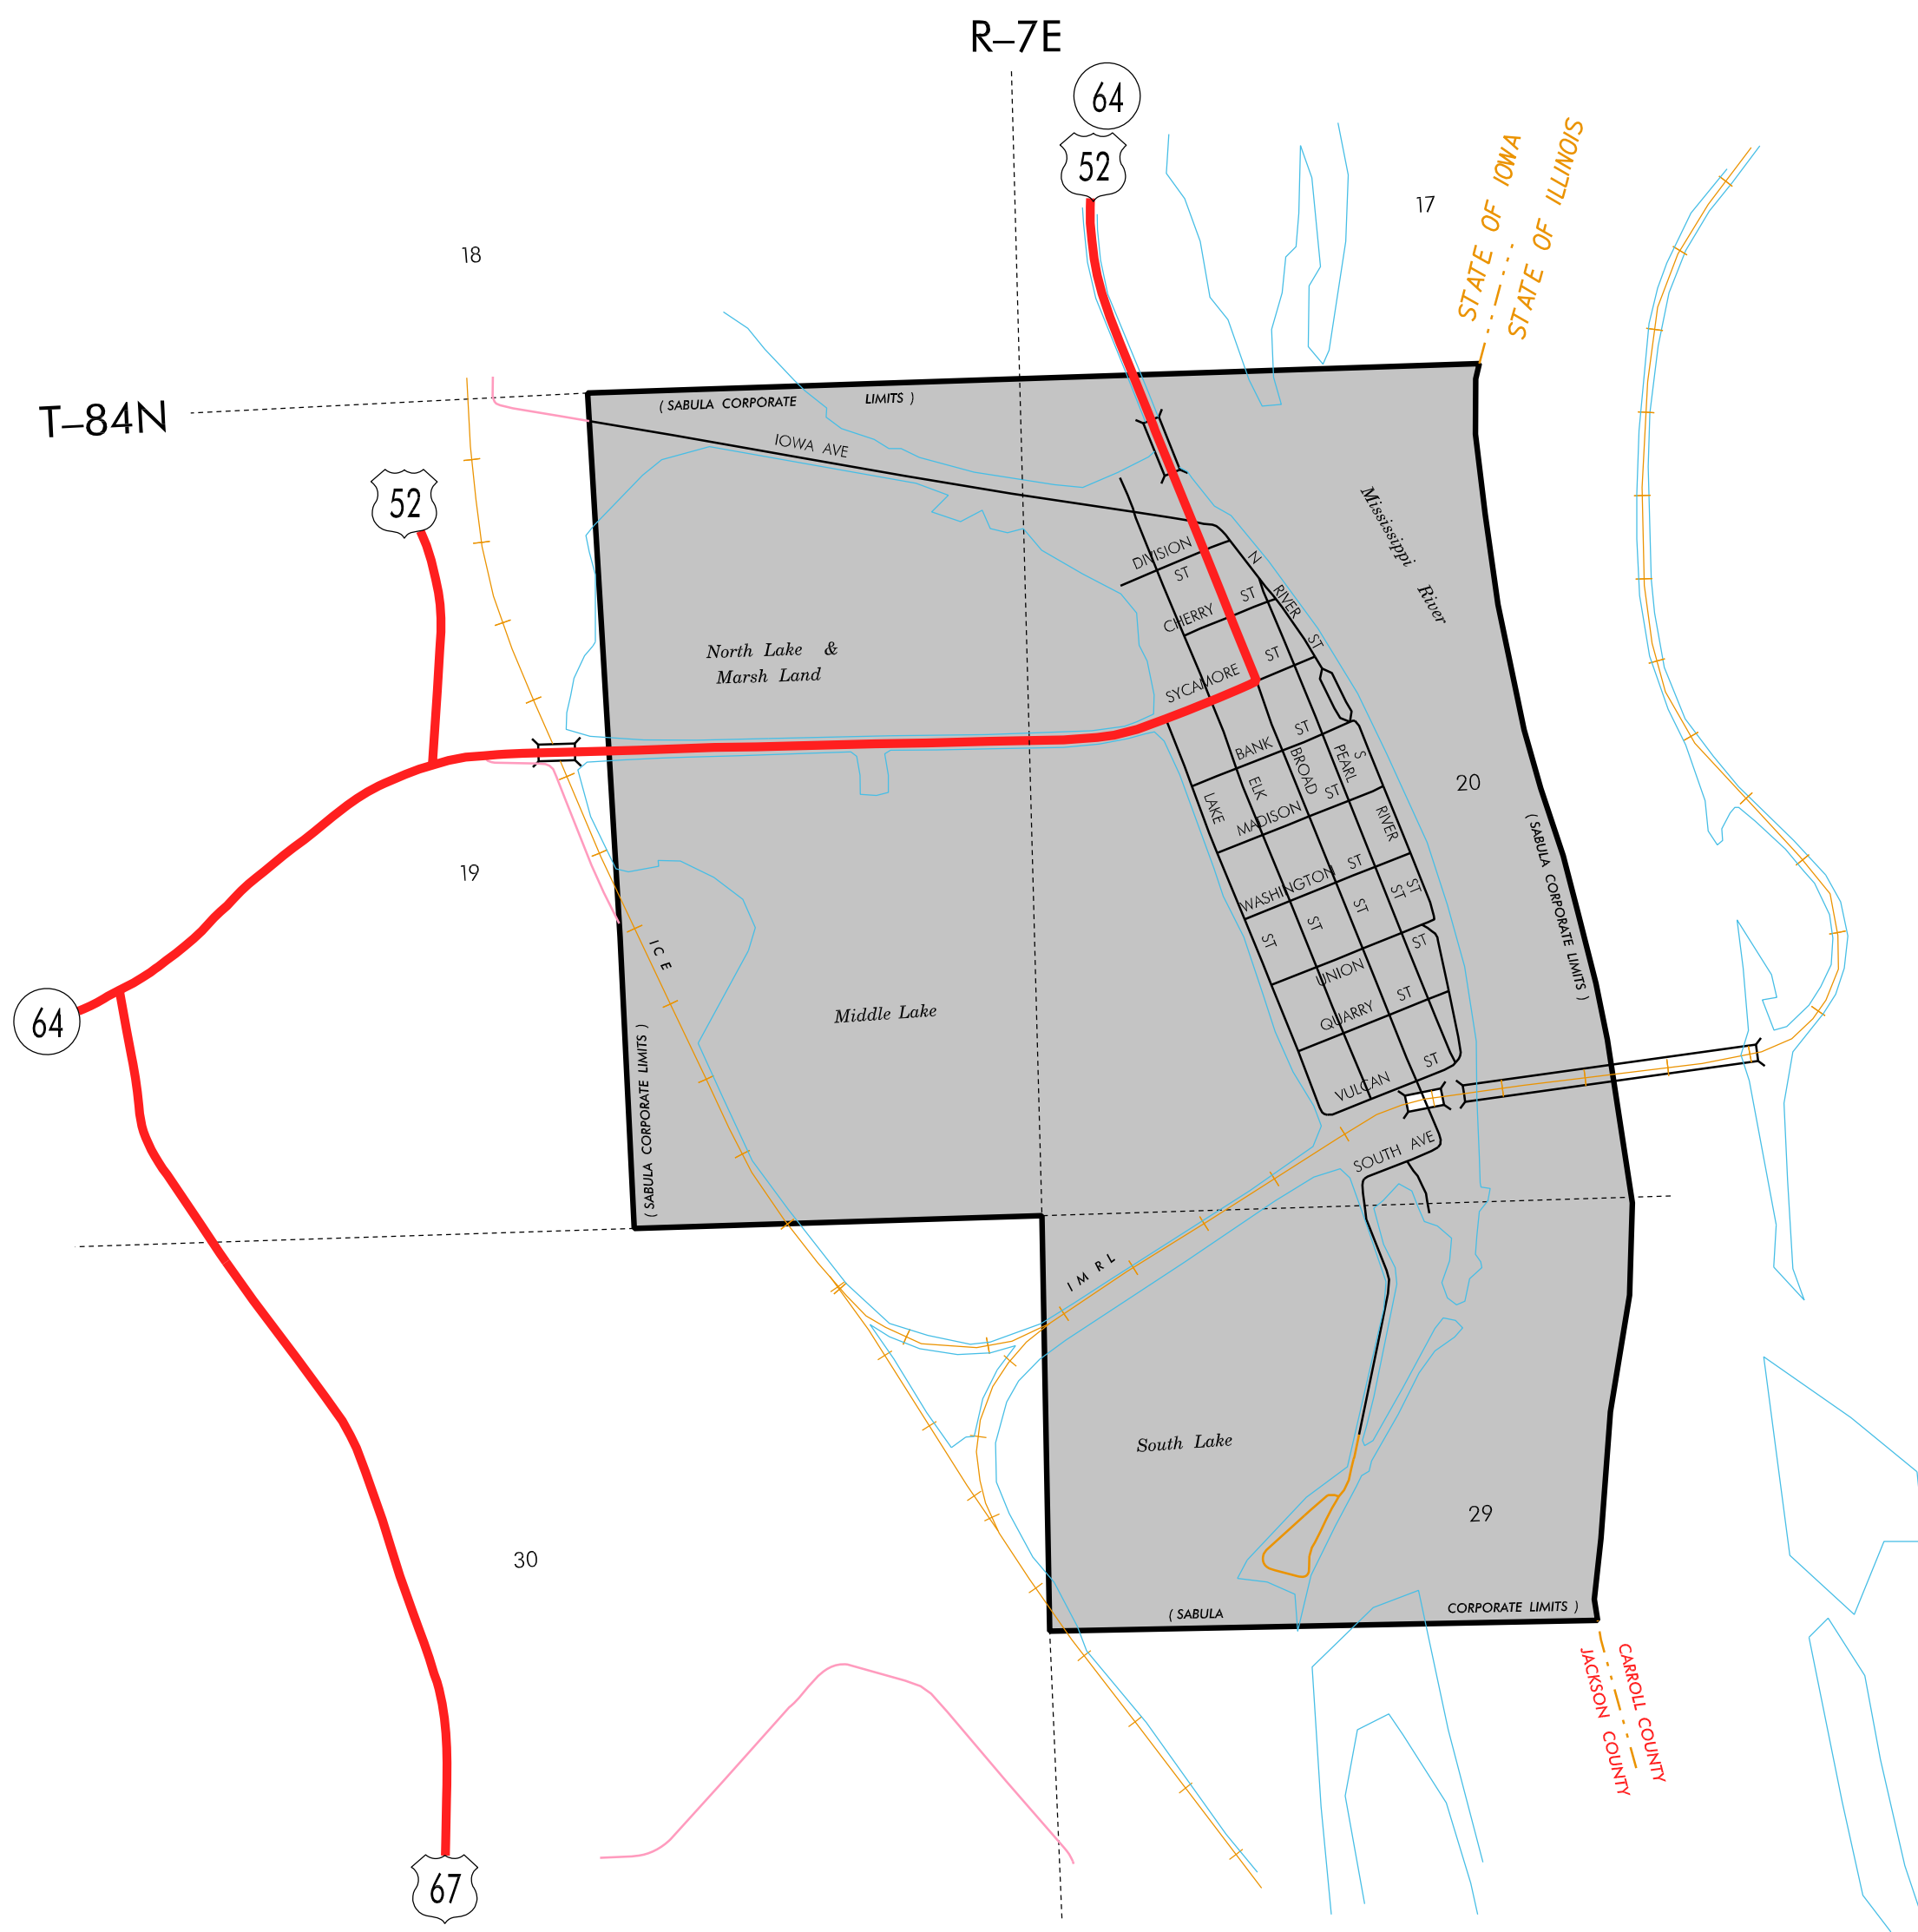 R–7E
64
52
STATE OF IOWA
STATE OF ILLINOIS
17
18
T–84N
( SABULA CORPORATE LIMITS )
IOWA AVE
52
Mississippi River
DIVISION ST
N RIVER ST
CHERRY ST
SYCAMORE ST
North Lake &
Marsh Land
BANK ST
BROAD ST
PEARL ST
S RIVER ST
ELK ST
LAKE ST
MADISON ST
20
( SABULA CORPORATE LIMITS )
WASHINGTON ST
19
ICE
UNION ST
QUARRY ST
Middle Lake
64
( SABULA CORPORATE LIMITS )
VULCAN ST
SOUTH AVE
IMRL
South Lake
29
30
( SABULA CORPORATE LIMITS )
CARROLL COUNTY
JACKSON COUNTY
67